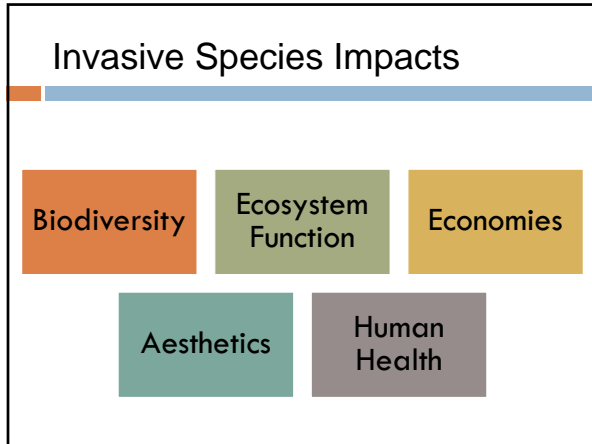 Invasive Species Impacts
Biodiversity
Ecosystem
Function
Economies
Aesthetics
Human
Health